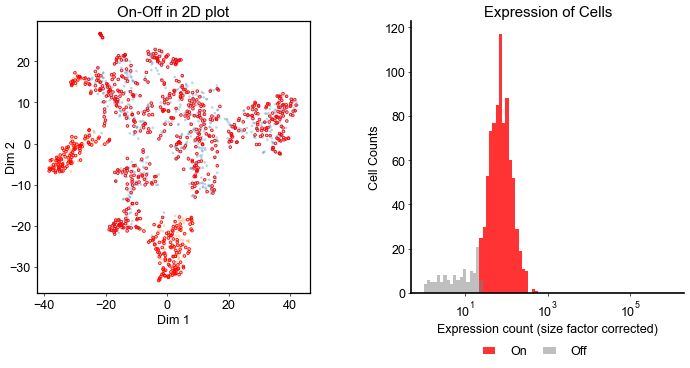 On-Off in 2D plot
Expression of Cells
Dim 2
20
10
0
−10
−20
−30
−40
−20
0
20
40
Dim 1
Cell Counts
120
100
80
60
40
20
0
10^1
10^3
10^5
Expression count (size factor corrected)
On
Off